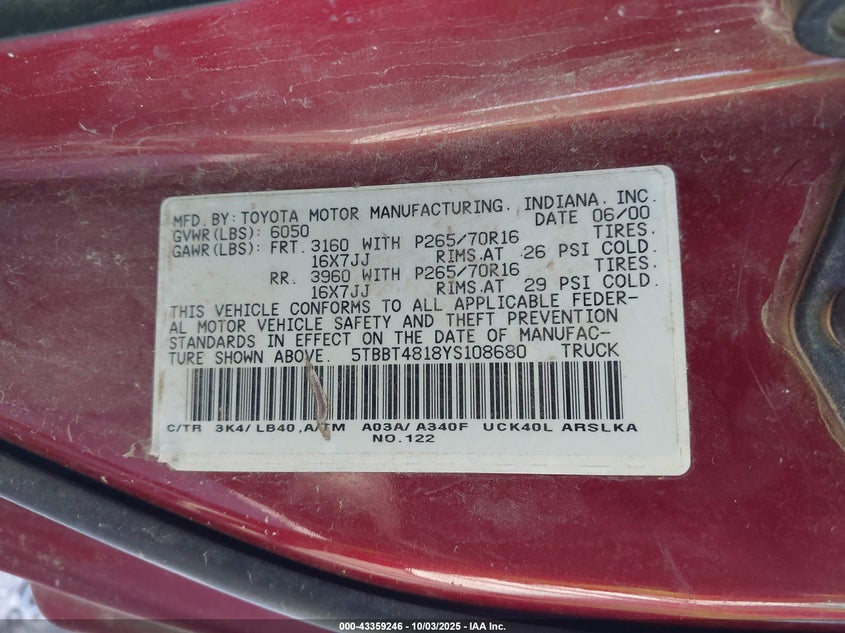 MFD. BY: TOYOTA MOTOR MANUFACTURING, INDIANA, INC.
GVWR(LBS): 6050 DATE 06/00
GAWR(LBS): FRT. 3160 WITH P265/70R16 TIRES,
16X7JJ RIMS,AT 26 PSI COLD.
RR. 3960 WITH P265/70R16 TIRES,
16X7JJ RIMS,AT 29 PSI COLD.
THIS VEHICLE CONFORMS TO ALL APPLICABLE FEDER-
AL MOTOR VEHICLE SAFETY AND THEFT PREVENTION
STANDARDS IN EFFECT ON THE DATE OF MANUFAC-
TURE SHOWN ABOVE. 5TBBT4818YS108680 TRUCK
C/TR 3K4/ LB40 ,A/TM A03A/ A340F UCK40L ARSLKA
NO.122
000-43359246 - 10/03/2025 - IAA Inc.